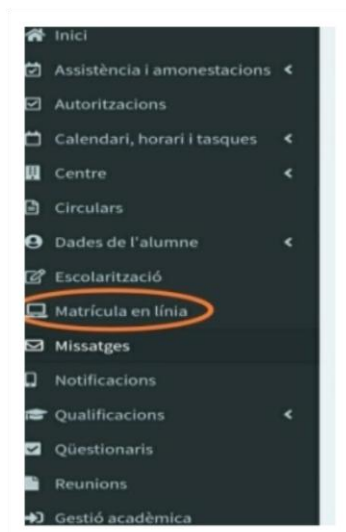 Inici
Assistència i amonestacions
Autoritzacions
Calendari, horari i tasques
Centre
Circulars
Dades de l'alumne
Escolarització
Matrícula en línia
Missatges
Notificacions
Qualificacions
Qüestionaris
Reunions
Gestió acadèmica